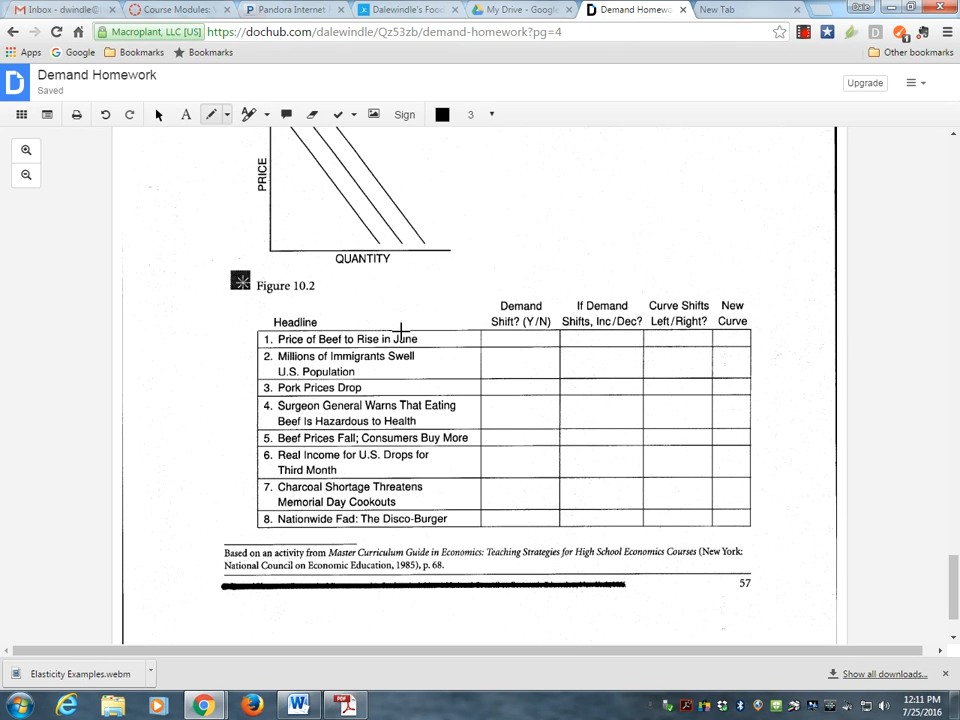 Inbox - dwindle@
Course Modules:
Pandora Internet
Dalewindle's Foo
My Drive - Google
Demand Homewo
New Tab
Dale
Macroplant, LLC [US]
https://dochub.com/dalewindle/Qz53zb/demand-homework?pg=4
Apps
Google
Bookmarks
Bookmarks
Other bookmarks
D
Demand Homework
Saved
Upgrade
A
Sign
3
PRICE
QUANTITY
Figure 10.2
Demand If Demand Curve Shifts New
Headline Shift? (Y/N) Shifts, Inc/Dec? Left/Right? Curve
1. Price of Beef to Rise in June
2. Millions of Immigrants Swell
U.S. Population
3. Pork Prices Drop
4. Surgeon General Warns That Eating
Beef Is Hazardous to Health
5. Beef Prices Fall; Consumers Buy More
6. Real Income for U.S. Drops for
Third Month
7. Charcoal Shortage Threatens
Memorial Day Cookouts
8. Nationwide Fad: The Disco-Burger
Based on an activity from Master Curriculum Guide in Economics: Teaching Strategies for High School Economics Courses (New York:
National Council on Economic Education, 1985), p. 68.
57
Elasticity Examples.webm
Show all downloads...
12:11 PM
7/25/2016